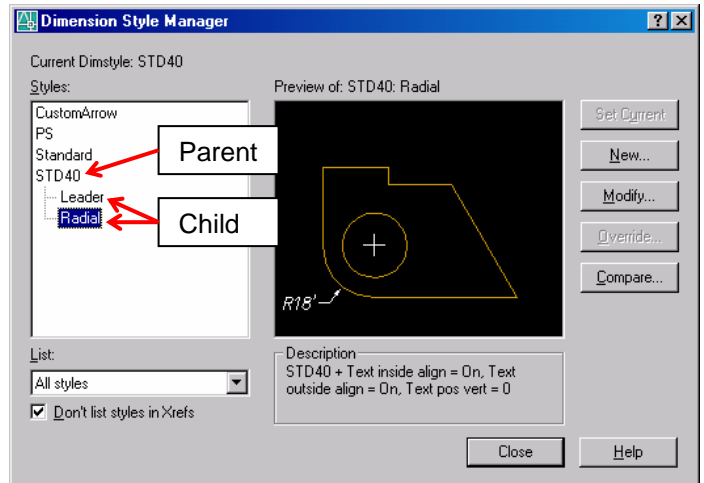 Dimension Style Manager
Current Dimstyle: STD40
Styles:
Preview of: STD40: Radial
CustomArrow
PS
Standard
STD40
Leader
Radial
Parent
Child
R18'
Set Current
New...
Modify...
Override...
Compare...
List:
All styles
Don't list styles in Xrefs
Description
STD40 + Text inside align = On, Text
outside align = On, Text pos vert = 0
Close
Help